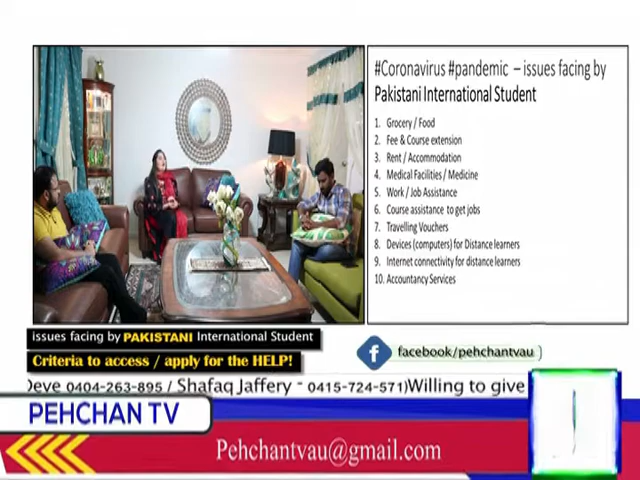 #Coronavirus #pandemic – issues facing by
Pakistani International Student
1. Grocery / Food
2. Fee & Course extension
3. Rent / Accommodation
4. Medical Facilities / Medicine
5. Work / Job Assistance
6. Course assistance to get jobs
7. Travelling Vouchers
8. Devices (computers) for Distance learners
9. Internet connectivity for distance learners
10. Accountancy Services
Issues facing by PAKISTANI International Student
Criteria to access / apply for the HELP!
facebook/pehchantvau )
Deve 0404-263-895 / Shafaq Jaffery - 0415-724-571)Willing to give
PEHCHAN TV
Pehchantvau@gmail.com